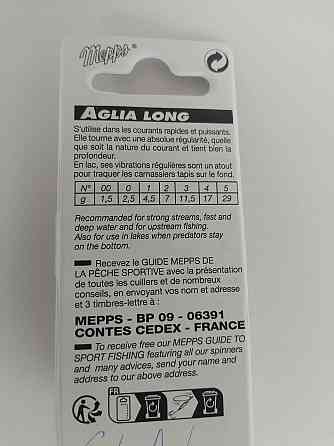 Mepps®
AGLIA LONG
S'utilise dans les courants rapides et puissants.
Elle tourne avec une absolue régularité, quelle
que soit la nature du courant et tient bien la
profondeur.
En lac, ses vibrations régulières sont un atout
pour traquer les carnassiers tapis sur le fond.
N° 00 0 1 2 3 4 5
g 1,5 2,5 4,5 7 11,5 17 29
Recommended for strong streams, fast and
deep water and for upstream fishing.
Also for use in lakes when predators stay
on the bottom.
Recevez le GUIDE MEPPS DE
LA PÊCHE SPORTIVE avec la présentation
de toutes les cuillers et de nombreux
conseils, en envoyant vos nom et adresse
et 3 timbres-lettre à :
MEPPS - BP 09 - 06391
CONTES CEDEX - FRANCE
To receive free our MEPPS GUIDE TO
SPORT FISHING featuring all our spinners
and many advices, send your name and
address to our above address.
FR